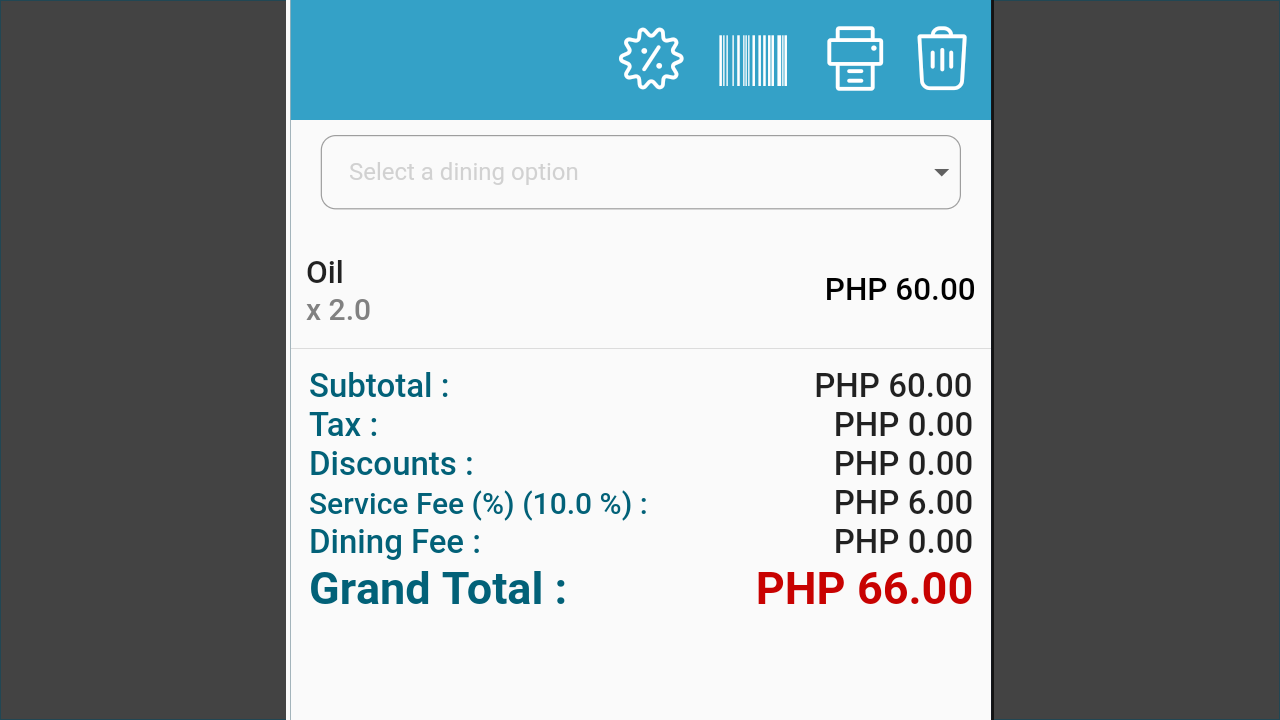 Select a dining option
Oil
x 2.0
PHP 60.00
Subtotal : PHP 60.00
Tax : PHP 0.00
Discounts : PHP 0.00
Service Fee (%) (10.0 %) : PHP 6.00
Dining Fee : PHP 0.00
Grand Total : PHP 66.00